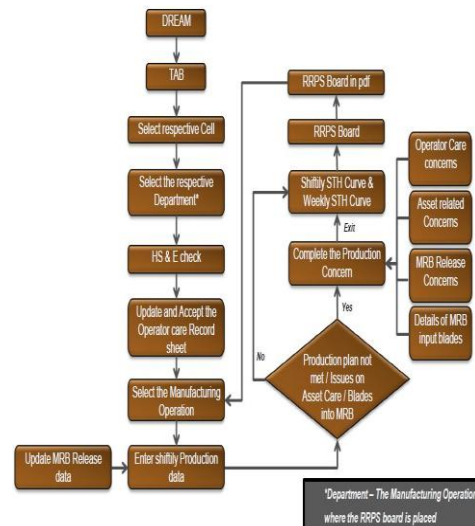 DREAM
TAB
Select respective Cell
Select the respective
Department*
HS & E check
Update and Accept the
Operator care Record
sheet
Select the Manufacturing
Operation
Update MRB Release
data
Enter shiftily Production
data
RRPS Board in pdf
RRPS Board
Shiftily STH Curve &
Weekly STH Curve
Exit
Complete the Production
Concern
Yes
No
Production plan not
met / Issues on
Asset Care / Blades
into MRB
Operator Care
concerns
Asset related
Concerns
MRB Release
Concerns
Details of MRB
input blades
*Department – The Manufacturing Operation
where the RRPS board is placed